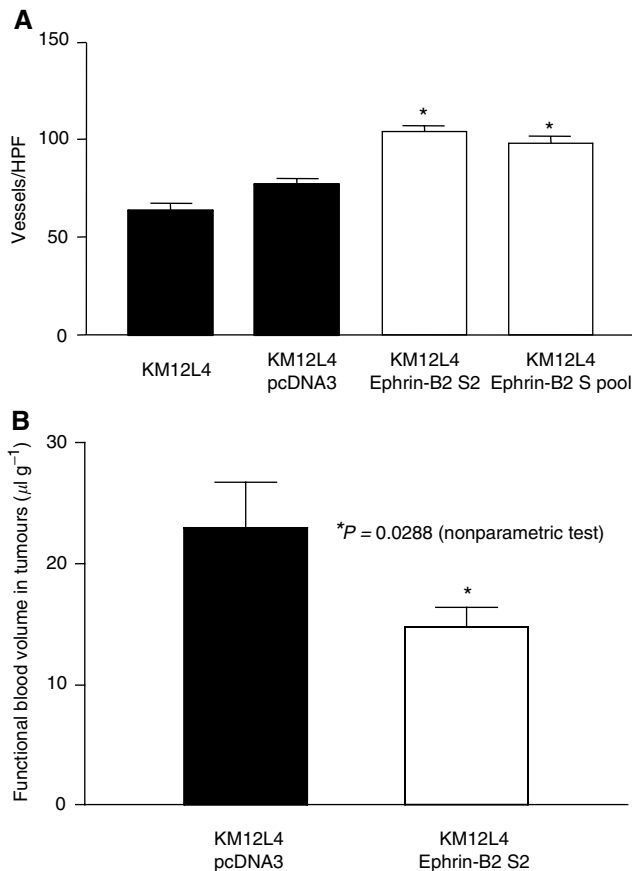 A
150
100
50
0
Vessels/HPF
*
*
KM12L4
KM12L4
pcDNA3
KM12L4
Ephrin-B2 S2
KM12L4
Ephrin-B2 S pool
B
30
20
10
0
Functional blood volume in tumours (µl g⁻¹)
*P = 0.0288 (nonparametric test)
*
KM12L4
pcDNA3
KM12L4
Ephrin-B2 S2